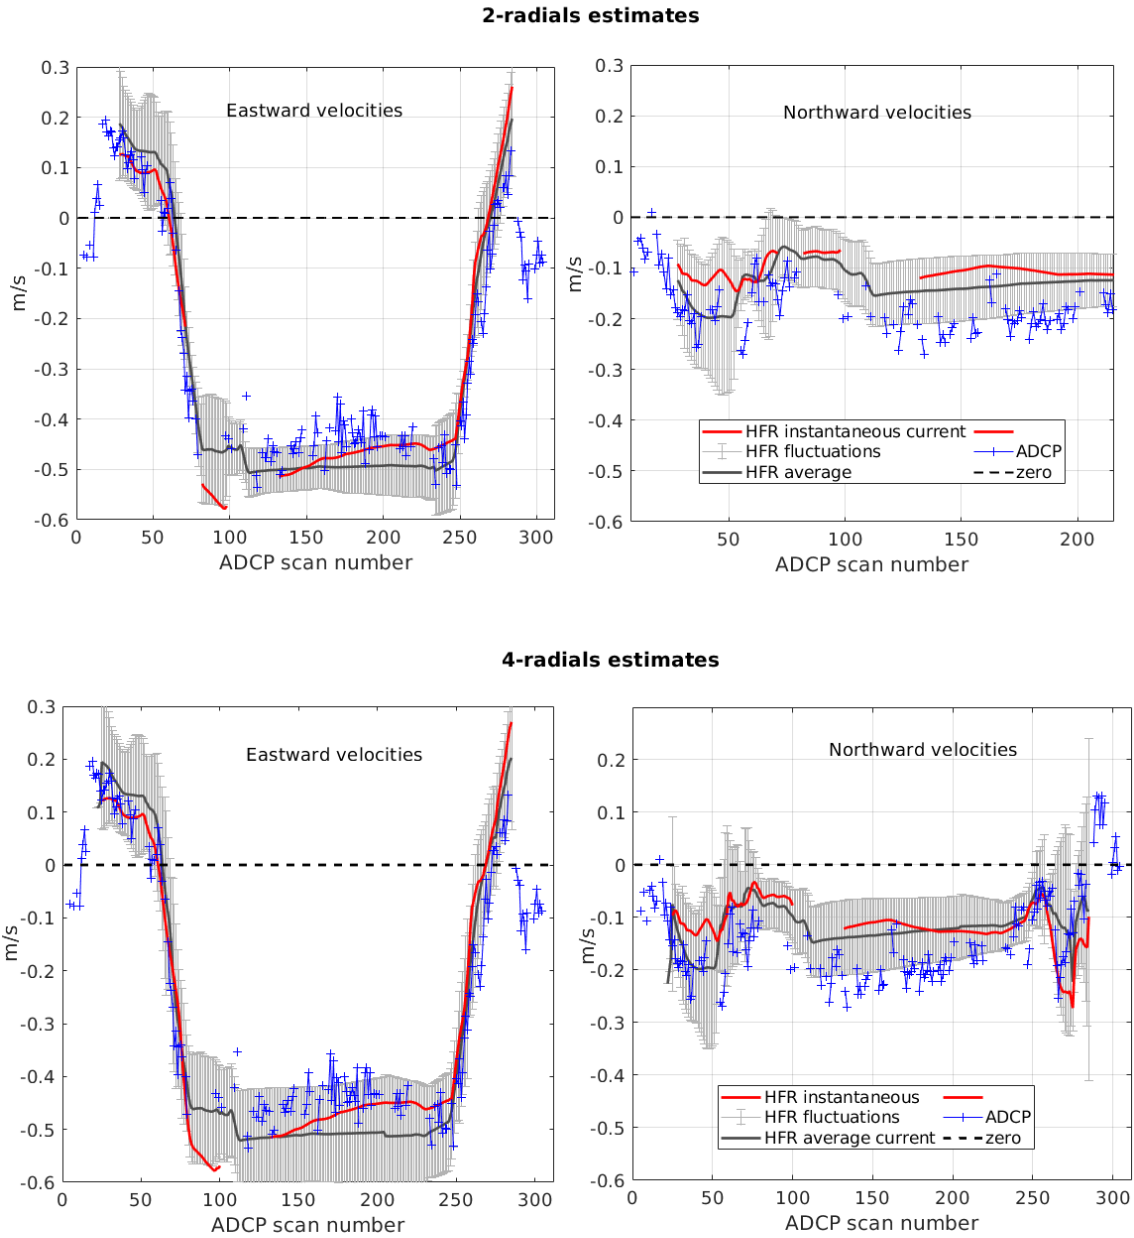 2-radials estimates
Eastward velocities
0.3
0.2
0.1
0
-0.1
-0.2
-0.3
-0.4
-0.5
-0.6
m/s
0 50 100 150 200 250 300
ADCP scan number
Northward velocities
0.3
0.2
0.1
0
-0.1
-0.2
-0.3
-0.4
-0.5
-0.6
m/s
HFR instantaneous current
HFR fluctuations ADCP
HFR average zero
50 100 150 200
ADCP scan number
4-radials estimates
Eastward velocities
0.3
0.2
0.1
0
-0.1
-0.2
-0.3
-0.4
-0.5
-0.6
m/s
0 50 100 150 200 250 300
ADCP scan number
Northward velocities
0.2
0.1
0
-0.1
-0.2
-0.3
-0.4
-0.5
-0.6
m/s
HFR instantaneous
HFR fluctuations ADCP
HFR average current zero
50 100 150 200 250 300
ADCP scan number